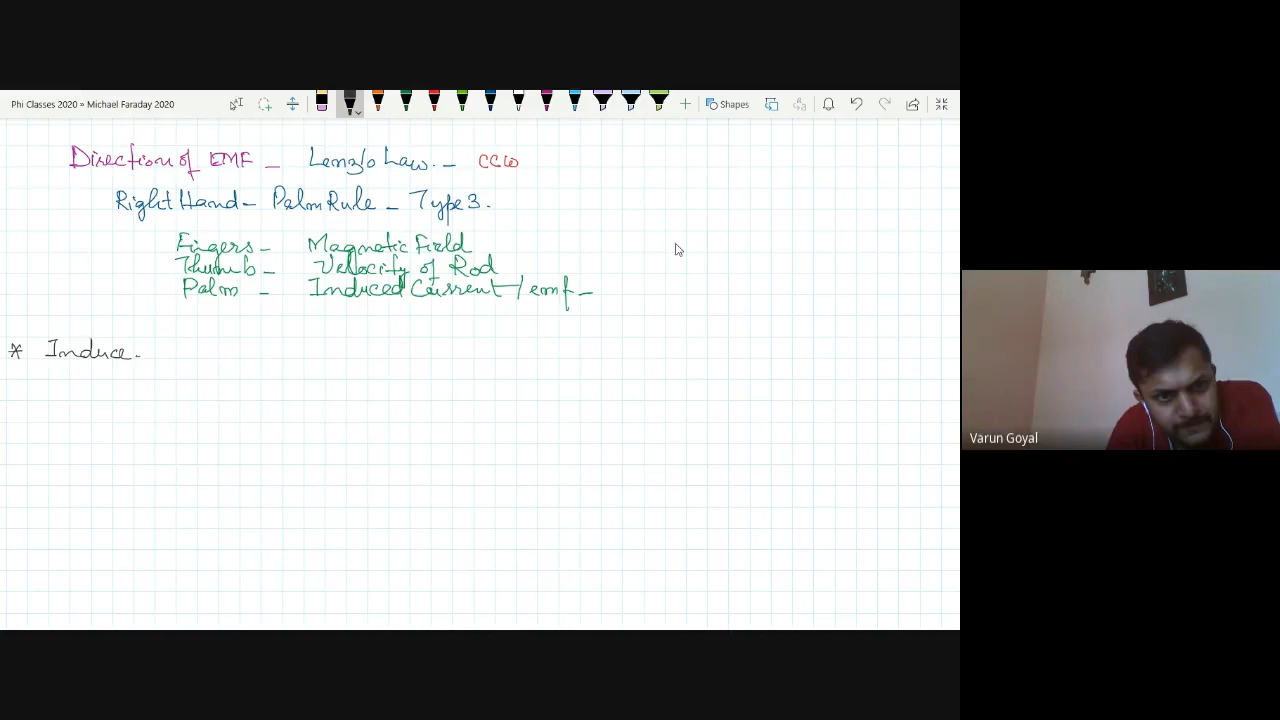 Phi Classes 2020 » Michael Faraday 2020
Shapes
Direction of EMF - Lenz's Law. - CCW
Right Hand - Palm Rule - Type 3.
Fingers - Magnetic Field
Thumb - Velocity of Rod
Palm - Induced Current / emf -
* Induce.
Varun Goyal